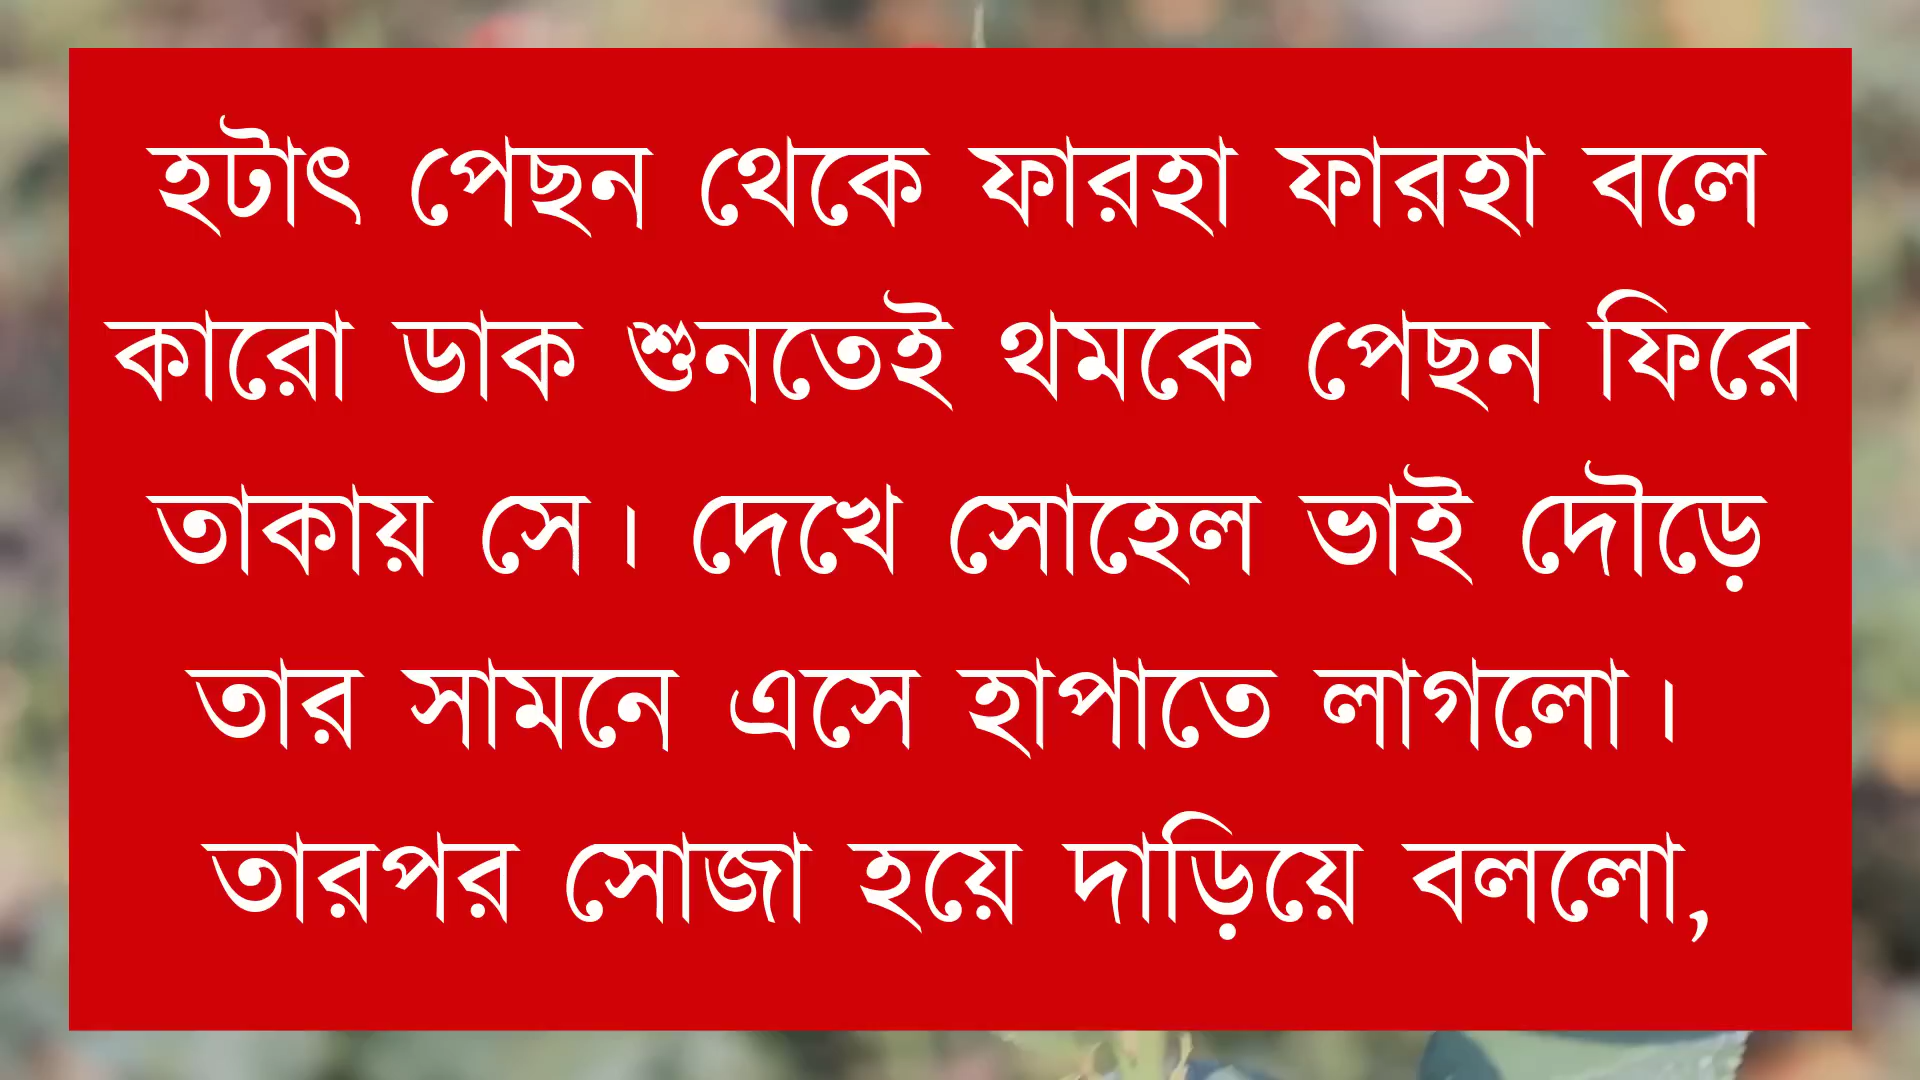 হটাৎ পেছন থেকে ফারহা ফারহা বলে
কারো ডাক শুনতেই থমকে পেছন ফিরে
তাকায় সে। দেখে সোহেল ভাই দৌড়ে
তার সামনে এসে হাপাতে লাগলো।
তারপর সোজা হয়ে দাড়িয়ে বললো,